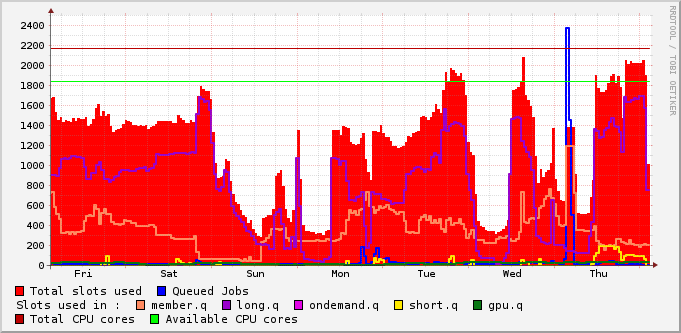 RRDTOOL / TOBI OETIKER
2400
2200
2000
1800
1600
1400
1200
1000
800
600
400
200
0
Fri Sat Sun Mon Tue Wed Thu
Total slots used Queued Jobs
Slots used in : member.q long.q ondemand.q short.q gpu.q
Total CPU cores Available CPU cores